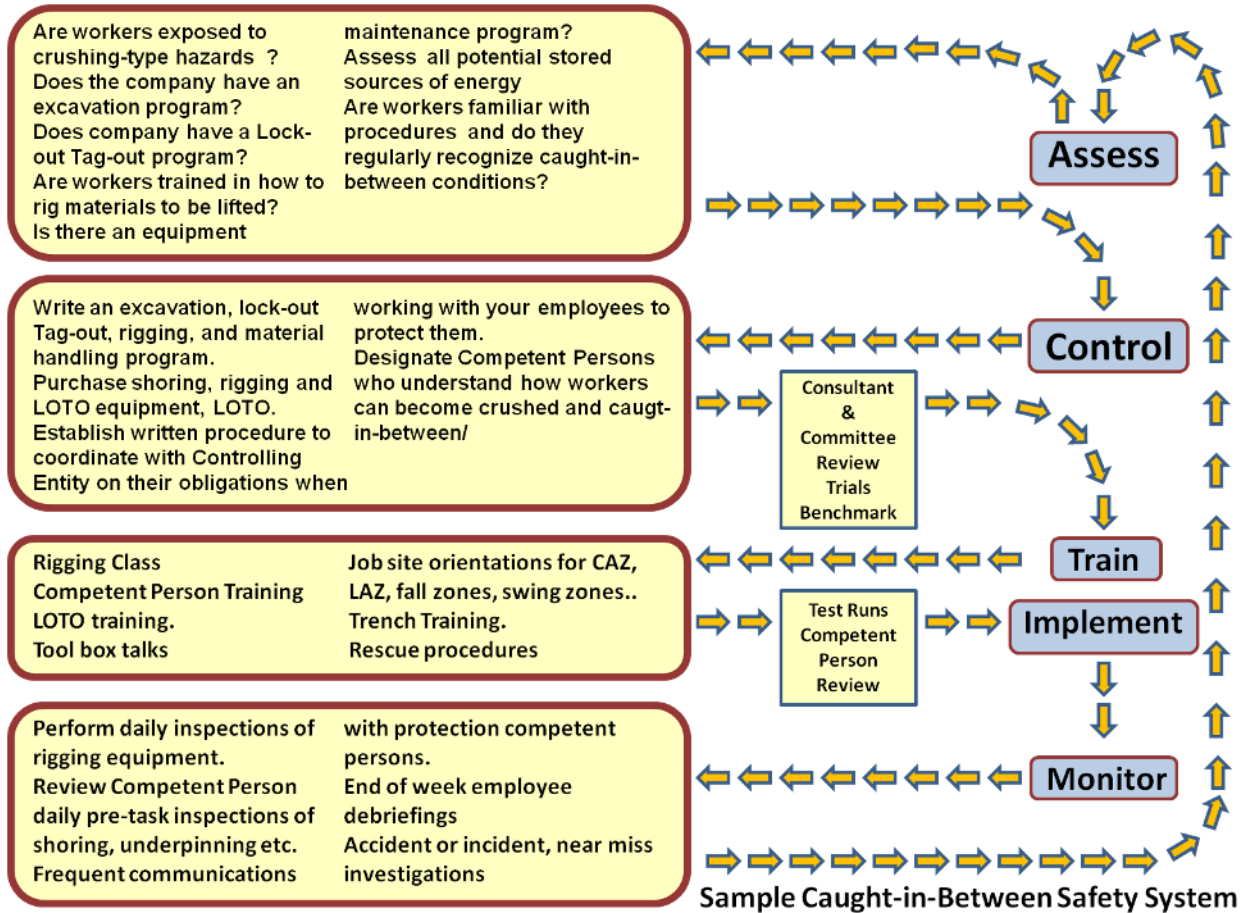 Are workers exposed to
crushing-type hazards  ?
Does the company have an
excavation program?
Does company have a Lock-
out Tag-out program?
Are workers trained in how to
rig materials to be lifted?
Is there an equipment
maintenance program?
Assess all potential stored
sources of energy
Are workers familiar with
procedures  and do they
regularly recognize caught-in-
between conditions?
Assess
Write an excavation, lock-out
Tag-out, rigging, and material
handling program.
Purchase shoring, rigging and
LOTO equipment, LOTO.
Establish written procedure to
coordinate with Controlling
Entity on their obligations when
working with your employees to
protect them.
Designate Competent Persons
who understand how workers
can become crushed and caugt-
in-between/
Control
Consultant
&
Committee
Review
Trials
Benchmark
Rigging Class
Competent Person Training
LOTO training.
Tool box talks
Job site orientations for CAZ,
LAZ, fall zones, swing zones..
Trench Training.
Rescue procedures
Train
Test Runs
Competent
Person
Review
Implement
Perform daily inspections of
rigging equipment.
Review Competent Person
daily pre-task inspections of
shoring, underpinning etc.
Frequent communications
with protection competent
persons.
End of week employee
debriefings
Accident or incident, near miss
investigations
Monitor
Sample Caught-in-Between Safety System